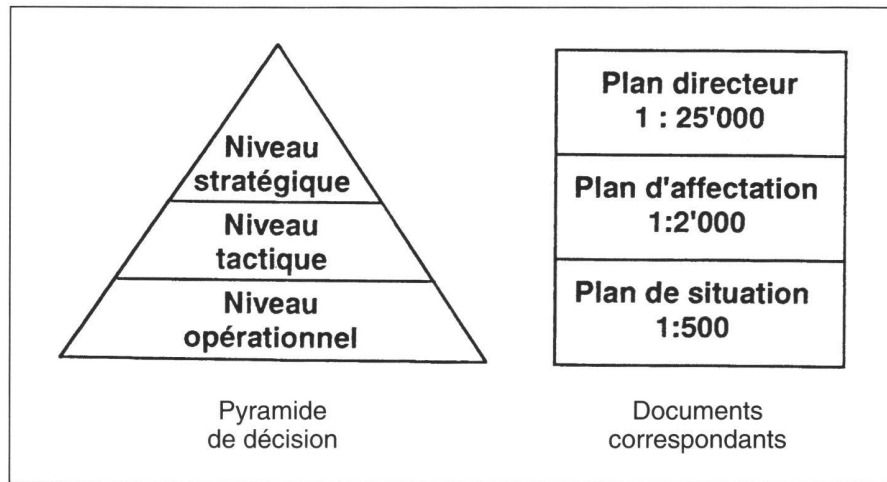 Niveau
stratégique
Niveau
tactique
Niveau
opérationnel
Pyramide
de décision
Plan directeur
1 : 25'000
Plan d'affectation
1:2'000
Plan de situation
1:500
Documents
correspondants